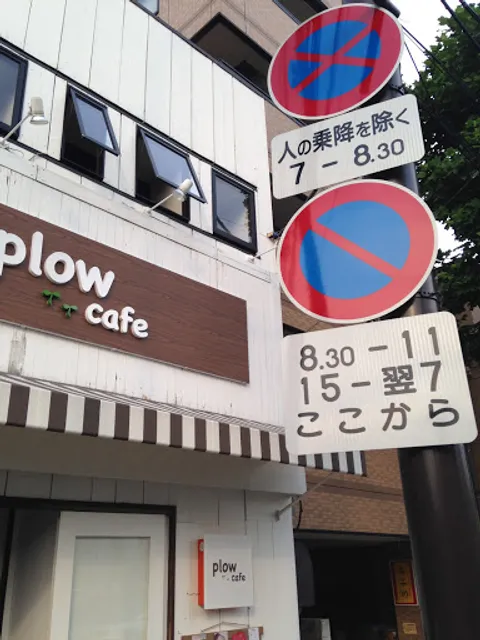 人の乗降を除く
7-8.30
8.30-11
15-翌7
ここから
plow
cafe
plow
cafe